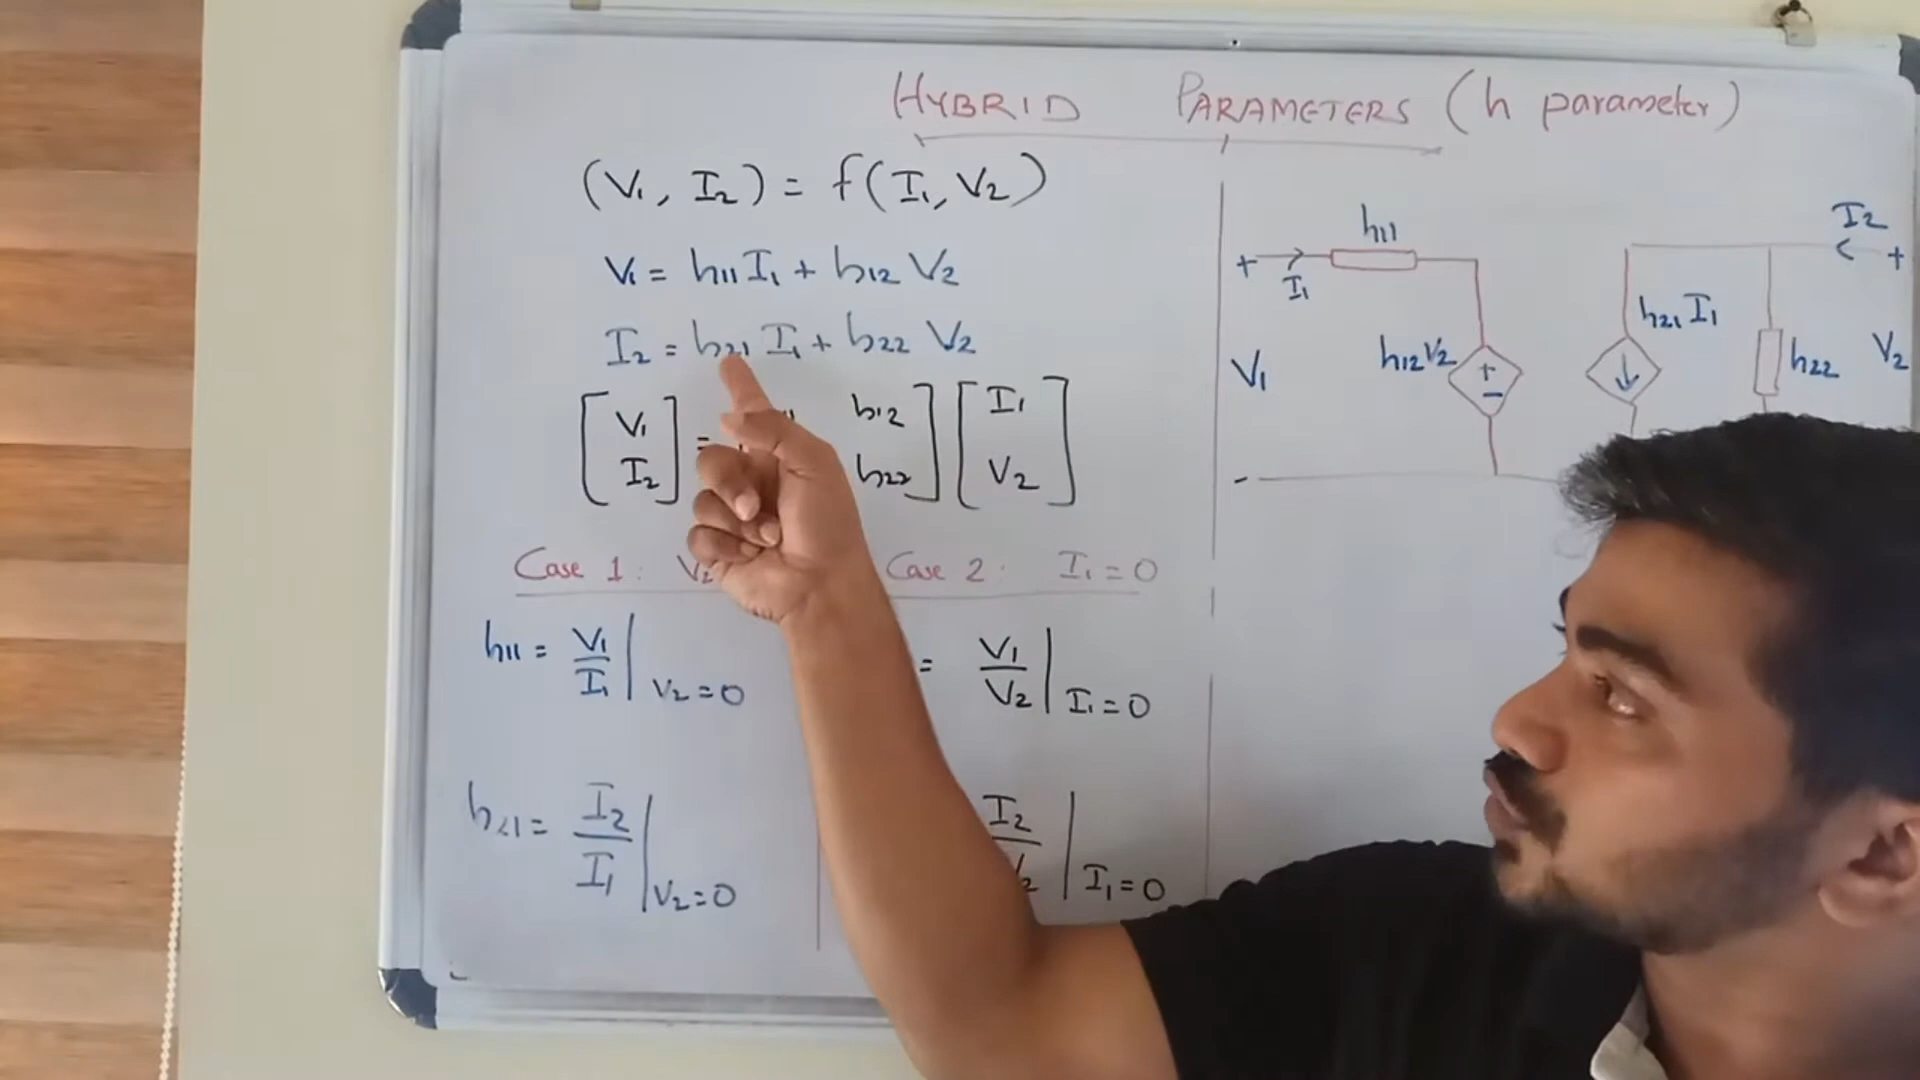 HYBRID PARAMETERS (h parameter)
(V1, I2) = f(I1, V2)
V1 = h11 I1 + h12 V2
I2 = h21 I1 + h22 V2
[V1 I2] = [h12 h22] [I1 V2]
Case 1: V2
h11 = V1/I1 | V2=0
h21 = I2/I1 | V2=0
Case 2: I1=0
= V1/V2 | I1=0
I2 | I1=0
h11
I2
+ I1
+
h21 I1
V1
h12V2
+
-
h22
V2
-